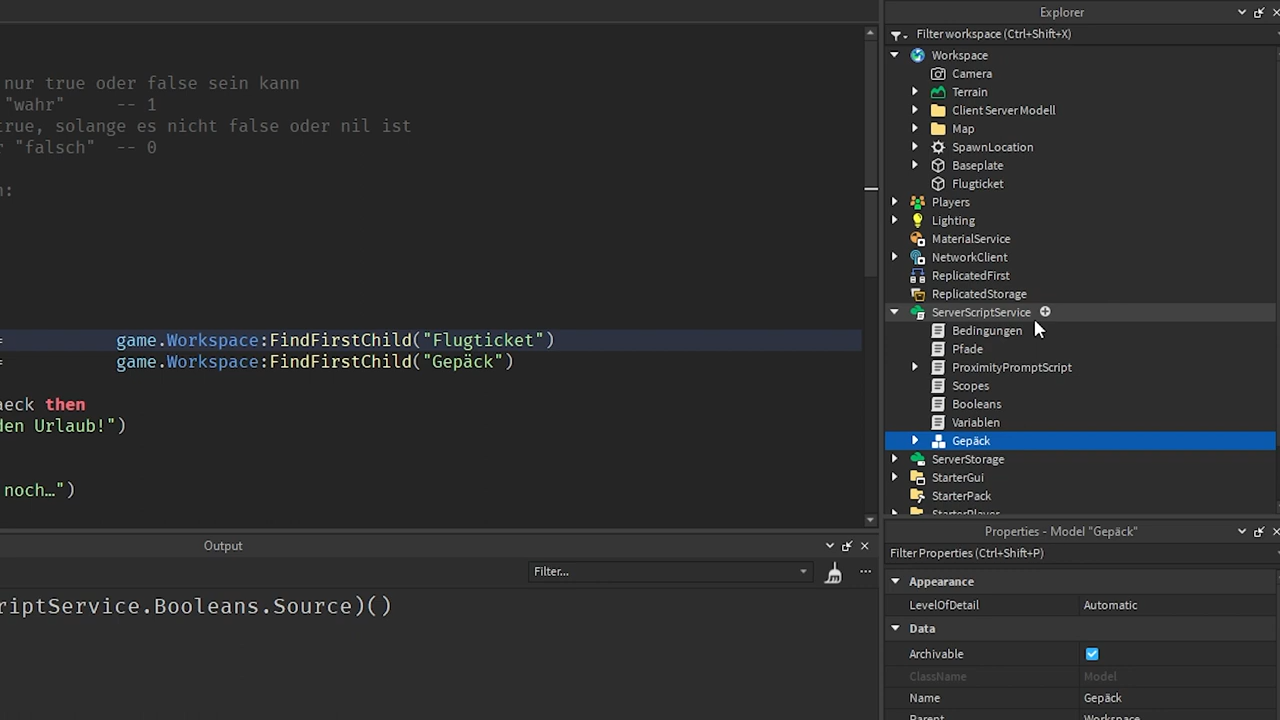 nur true oder false sein kann
"wahr" -- 1
true, solange es nicht false oder nil ist
"falsch" -- 0
:
= game.Workspace:FindFirstChild("Flugticket")
= game.Workspace:FindFirstChild("Gepäck")
aeck then
den Urlaub!")
noch…")
Output
Filter...
riptService.Booleans.Source)()
Explorer
Filter workspace (Ctrl+Shift+X)
Workspace
Camera
Terrain
Client Server Modell
Map
SpawnLocation
Baseplate
Flugticket
Players
Lighting
MaterialService
NetworkClient
ReplicatedFirst
ReplicatedStorage
ServerScriptService
Bedingungen
Pfade
ProximityPromptScript
Scopes
Booleans
Variablen
Gepäck
ServerStorage
StarterGui
StarterPack
StarterPlayer
Properties - Model "Gepäck"
Filter Properties (Ctrl+Shift+P)
Appearance
LevelOfDetail Automatic
Data
Archivable
ClassName Model
Name Gepäck
Parent Workspace